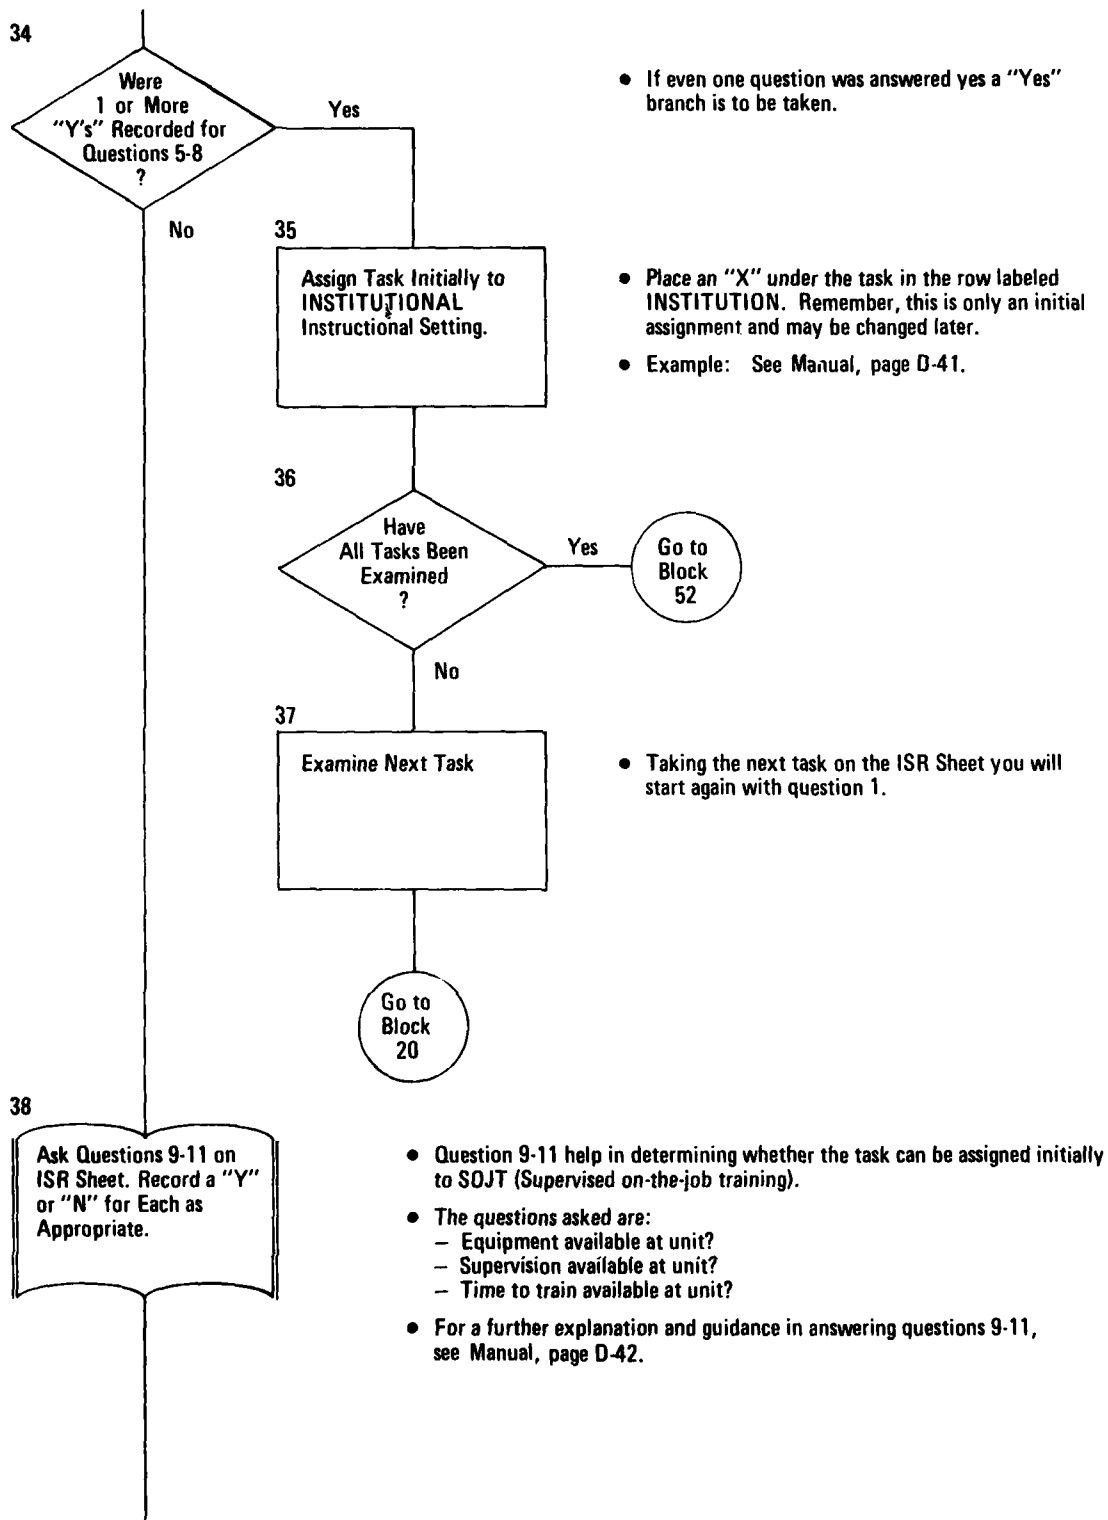 34
Were
1 or More
"Y's" Recorded for
Questions 5-8
?
Yes
No
• If even one question was answered yes a "Yes"
branch is to be taken.
35
Assign Task Initially to
INSTITUTIONAL
Instructional Setting.
• Place an "X" under the task in the row labeled
INSTITUTION. Remember, this is only an initial
assignment and may be changed later.
• Example: See Manual, page D-41.
36
Have
All Tasks Been
Examined
?
Yes
Go to
Block
52
No
37
Examine Next Task
• Taking the next task on the ISR Sheet you will
start again with question 1.
Go to
Block
20
38
Ask Questions 9-11 on
ISR Sheet. Record a "Y"
or "N" for Each as
Appropriate.
• Question 9-11 help in determining whether the task can be assigned initially
to SOJT (Supervised on-the-job training).
• The questions asked are:
– Equipment available at unit?
– Supervision available at unit?
– Time to train available at unit?
• For a further explanation and guidance in answering questions 9-11,
see Manual, page D-42.